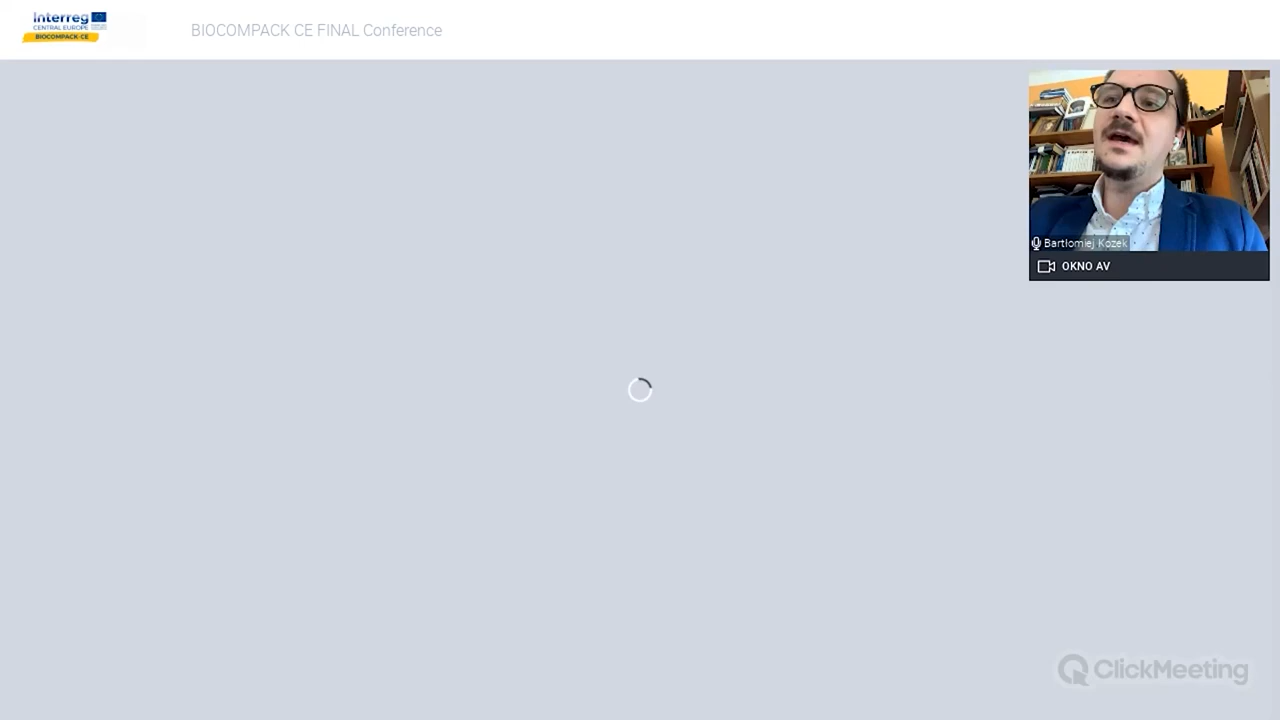 Interreg
CENTRAL EUROPE
BIOCOMPACK-CE
BIOCOMPACK CE FINAL Conference
Bartłomiej Kozek
OKNO AV
ClickMeeting